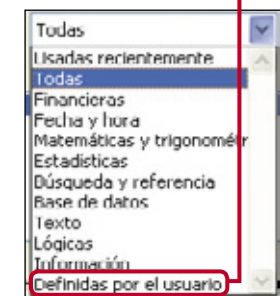 Todas
Usadas recientemente
Todas
Financieras
Fecha y hora
Matemáticas y trigonométr
Estadísticas
Búsqueda y referencia
Base de datos
Texto
Lógicas
Información
Definidas por el usuario